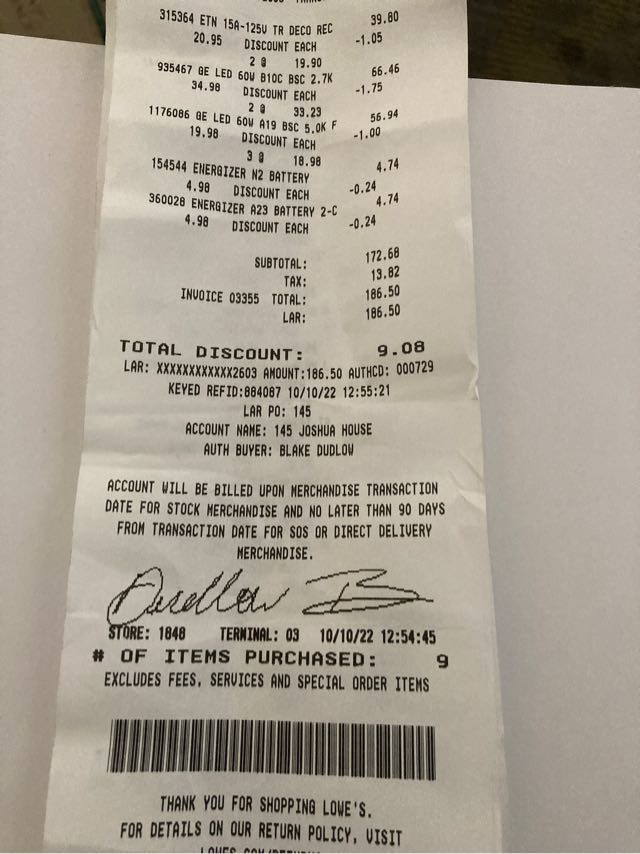 315364 ETN 15A-125V TR DECO REC 39.80
20.95 DISCOUNT EACH -1.05
2 @ 19.90
935467 GE LED 60W B10C BSC 2.7K 66.46
34.98 DISCOUNT EACH -1.75
2 @ 33.23
1176086 GE LED 60W A19 BSC 5.0K F 56.94
19.98 DISCOUNT EACH -1.00
3 @ 18.98
154544 ENERGIZER N2 BATTERY 4.74
4.98 DISCOUNT EACH -0.24
360028 ENERGIZER A23 BATTERY 2-C 4.74
4.98 DISCOUNT EACH -0.24
SUBTOTAL: 172.68
TAX: 13.82
INVOICE 03355 TOTAL: 186.50
LAR: 186.50
TOTAL DISCOUNT: 9.08
LAR: XXXXXXXXXXXX2603 AMOUNT:186.50 AUTHCD: 000729
KEYED REFID:884087 10/10/22 12:55:21
LAR PO: 145
ACCOUNT NAME: 145 JOSHUA HOUSE
AUTH BUYER: BLAKE DUDLOW
ACCOUNT WILL BE BILLED UPON MERCHANDISE TRANSACTION
DATE FOR STOCK MERCHANDISE AND NO LATER THAN 90 DAYS
FROM TRANSACTION DATE FOR SOS OR DIRECT DELIVERY
MERCHANDISE.
STORE: 1848 TERMINAL: 03 10/10/22 12:54:45
# OF ITEMS PURCHASED: 9
EXCLUDES FEES, SERVICES AND SPECIAL ORDER ITEMS
THANK YOU FOR SHOPPING LOWE'S.
FOR DETAILS ON OUR RETURN POLICY, VISIT